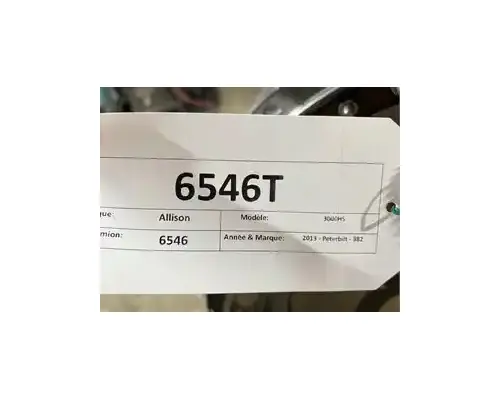 6546T
que: Allison Modèle: 3000HS
mion: 6546 Année & Marque: 2013 - Peterbilt - 382